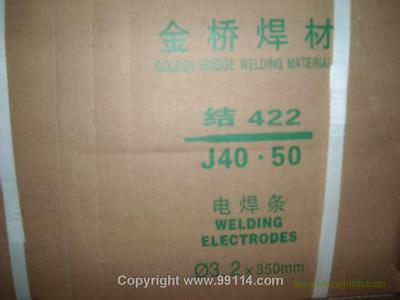 金桥焊材
GOLDEN BRIDGE WELDING MATERIAL
结 422
J40·50
电焊条
WELDING
ELECTRODES
Ø3.2×350mm
Copyright www.99114.com